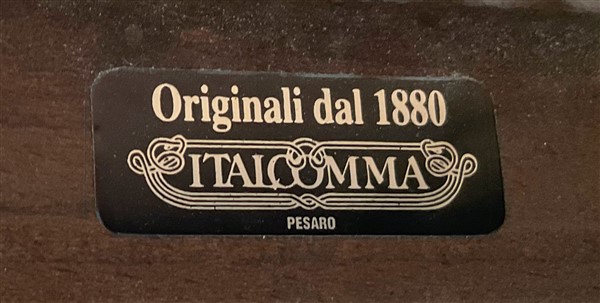 Originali dal 1880
ITALCOMMA
PESARO